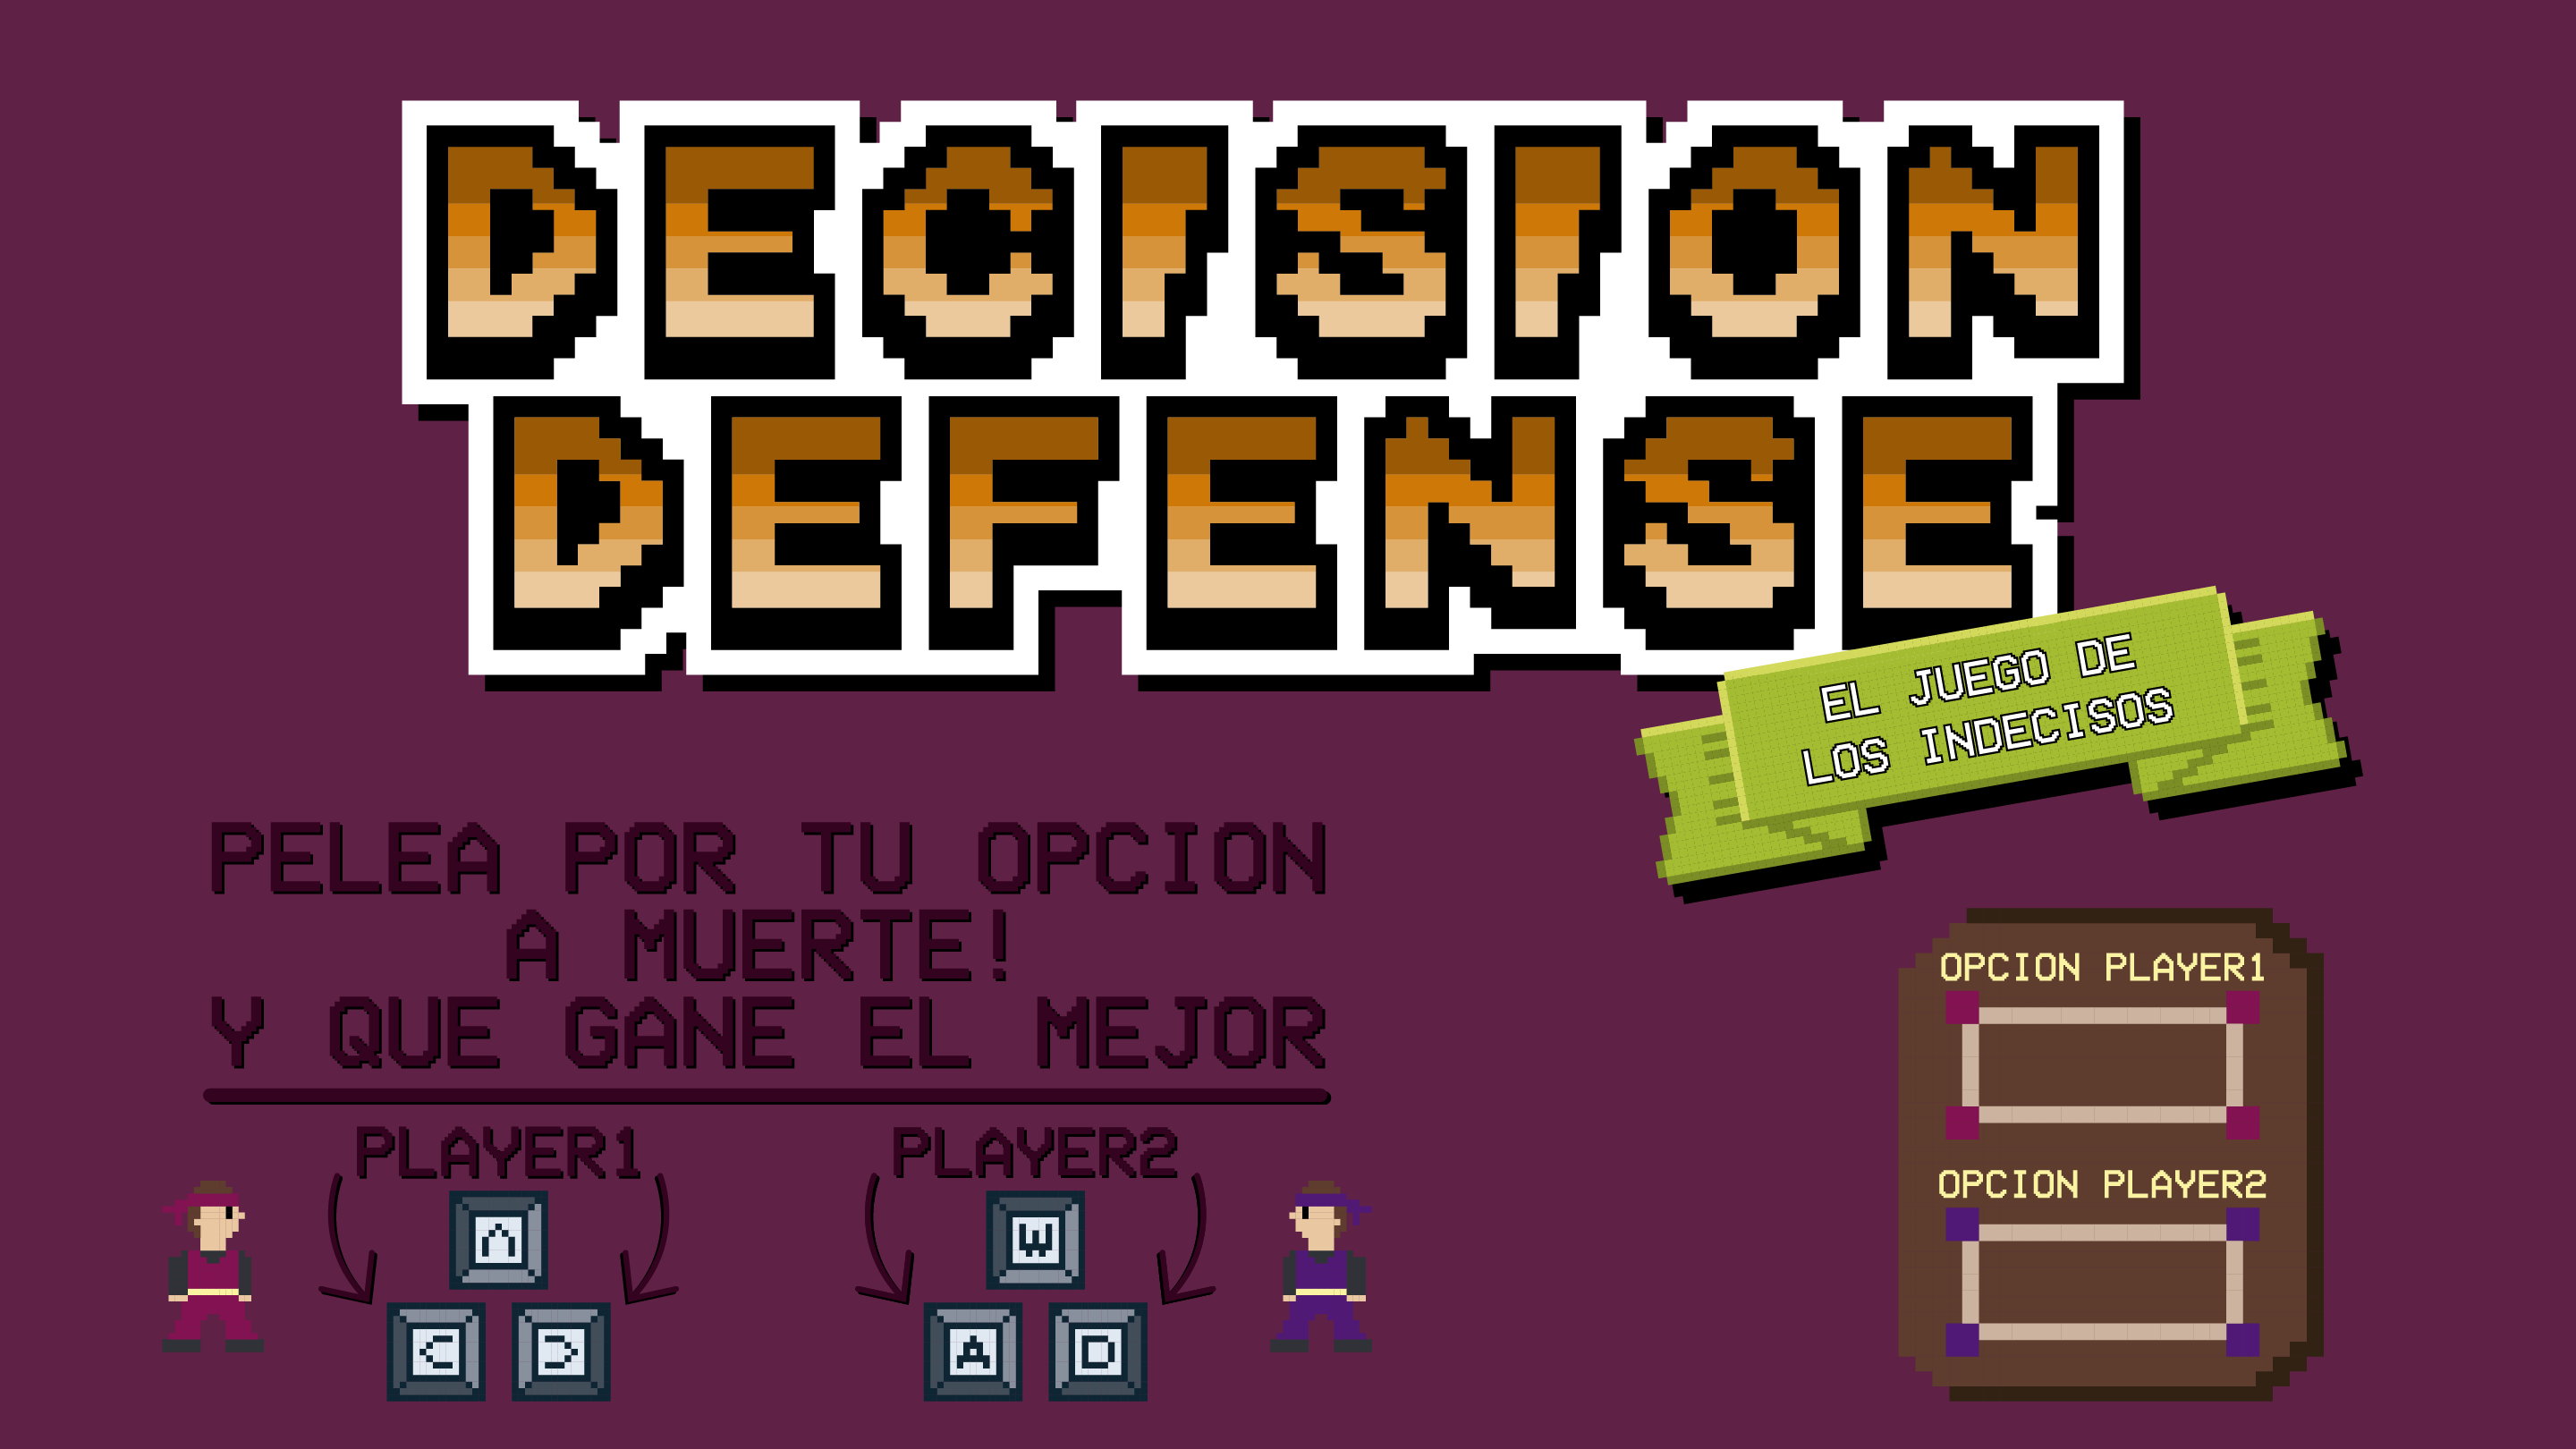 DECISION
DEFENSE
EL JUEGO DE
LOS INDECISOS
PELEA POR TU OPCION
A MUERTE!
Y QUE GANE EL MEJOR
PLAYER1
PLAYER2
W
A
D
OPCION PLAYER1
OPCION PLAYER2